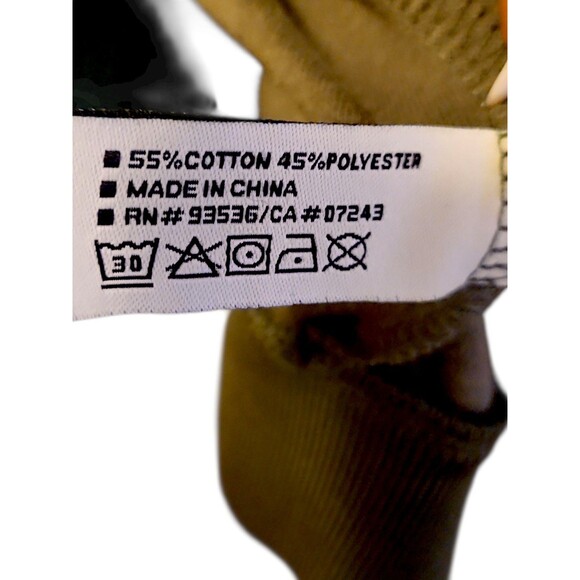 55%COTTON 45%POLYESTER
MADE IN CHINA
RN# 93536/CA #07243
30